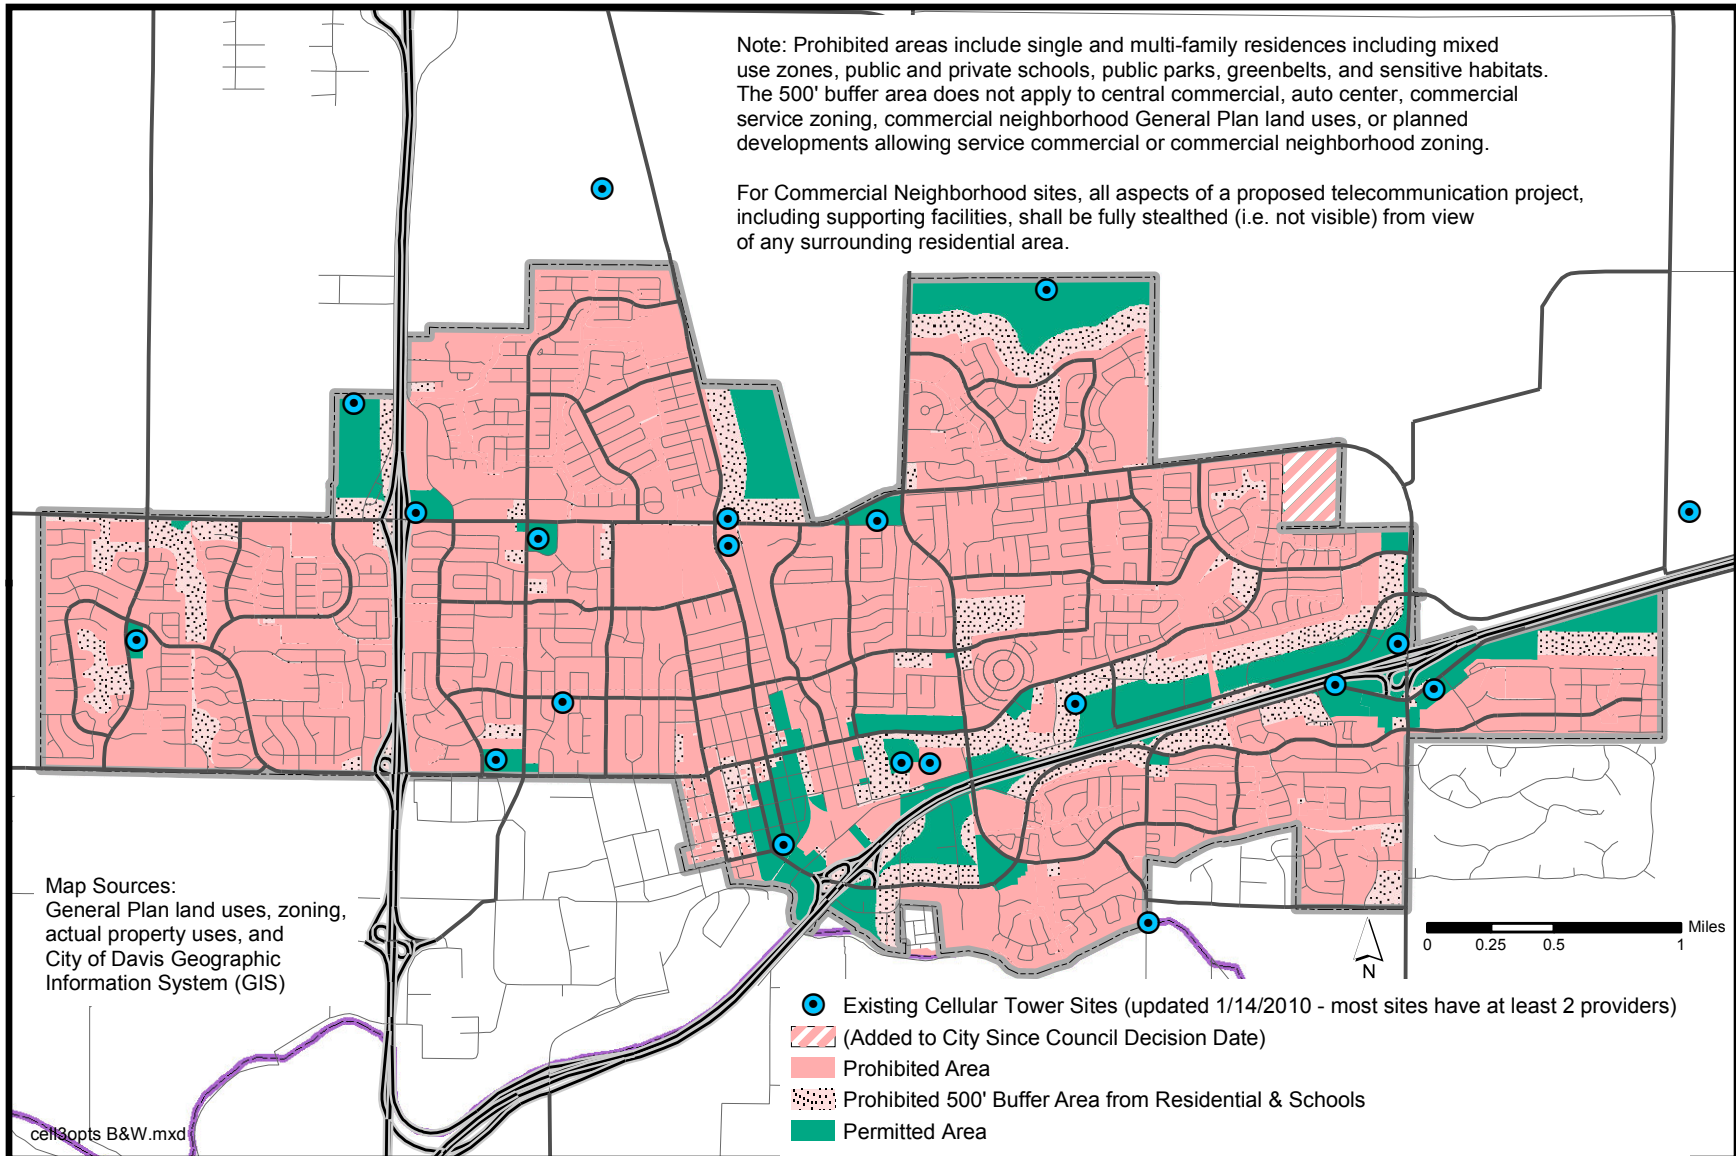 Note: Prohibited areas include single and multi-family residences including mixed
use zones, public and private schools, public parks, greenbelts, and sensitive habitats.
The 500' buffer area does not apply to central commercial, auto center, commercial
service zoning, commercial neighborhood General Plan land uses, or planned
developments allowing service commercial or commercial neighborhood zoning.
For Commercial Neighborhood sites, all aspects of a proposed telecommunication project,
including supporting facilities, shall be fully stealthed (i.e. not visible) from view
of any surrounding residential area.
Map Sources:
General Plan land uses, zoning,
actual property uses, and
City of Davis Geographic
Information System (GIS)
N
Miles
0 0.25 0.5 1
Existing Cellular Tower Sites (updated 1/14/2010 - most sites have at least 2 providers)
(Added to City Since Council Decision Date)
Prohibited Area
Prohibited 500' Buffer Area from Residential & Schools
Permitted Area
cell3opts B&W.mxd